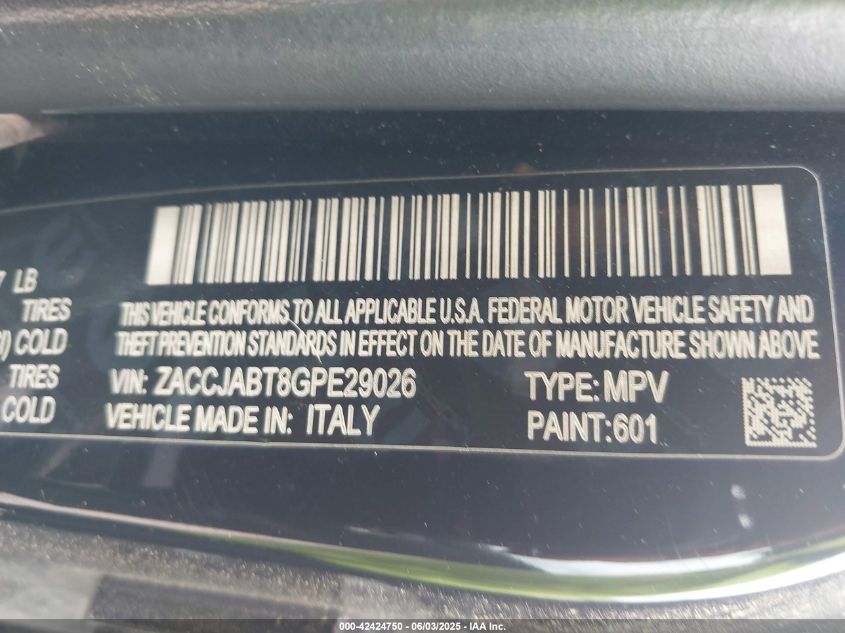 7 LB
TIRES
COLD
TIRES
COLD
THIS VEHICLE CONFORMS TO ALL APPLICABLE U.S.A. FEDERAL MOTOR VEHICLE SAFETY AND
THEFT PREVENTION STANDARDS IN EFFECT ON THE DATE OF MANUFACTURE SHOWN ABOVE
VIN: ZACCJABT8GPE29026 TYPE: MPV
VEHICLE MADE IN: ITALY PAINT:601
000-42424750 - 06/03/2025 - IAA Inc.